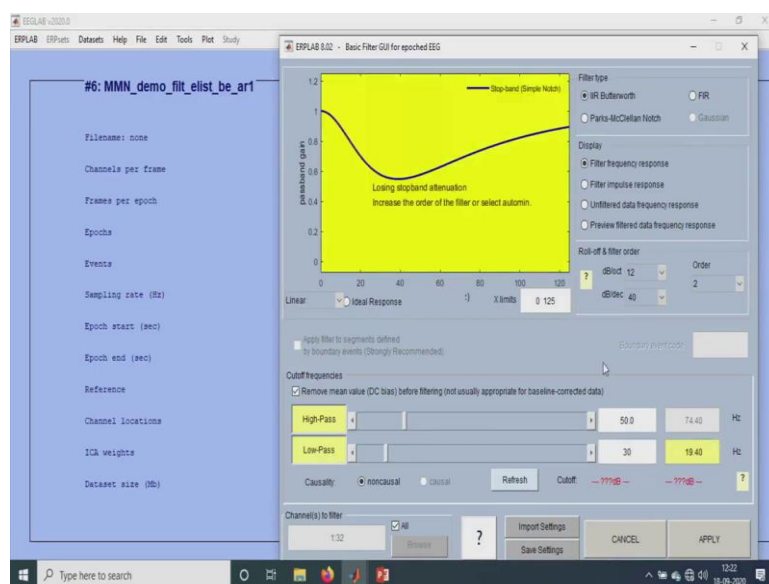 EEGLAB v2020.0
ERPLAB ERPsets Datasets Help File Edit Tools Plot Study
#6: MMN_demo_filt_elist_be_ar1
Filename: none
Channels per frame
Frames per epoch
Epochs
Events
Sampling rate (Hz)
Epoch start (sec)
Epoch end (sec)
Reference
Channel locations
ICA weights
Dataset size (Mb)
ERPLAB 8.02 - Basic Filter GUI for epoched EEG
Stop-band (Simple Notch)
passband gain
1.2
1
0.8
0.6
0.4
0.2
0
Losing stopband attenuation
Increase the order of the filter or select automin.
0 20 40 60 80 100 120
Linear Ideal Response :) X limits 0 125
Filter type
IIR Butterworth FIR
Parks-McClellan Notch Gaussian
Display
Filter frequency response
Filter impulse response
Unfiltered data frequency response
Preview filtered data frequency response
Roll-off & filter order
? dB/oct 12 Order
dB/dec 40 2
Apply filter to segments defined
by boundary events (Strongly Recommended)
Boundary event code
Cutoff frequencies
Remove mean value (DC bias) before filtering (not usually appropriate for baseline-corrected data)
High-Pass 50.0 74.40 Hz
Low-Pass 30 19.40 Hz
Causality: noncausal causal Refresh Cutoff: --- ???dB --- --- ???dB --- ?
Channel(s) to filter
1:32 All Browse ? Import Settings Save Settings CANCEL APPLY
Type here to search
12:22
18-09-2020